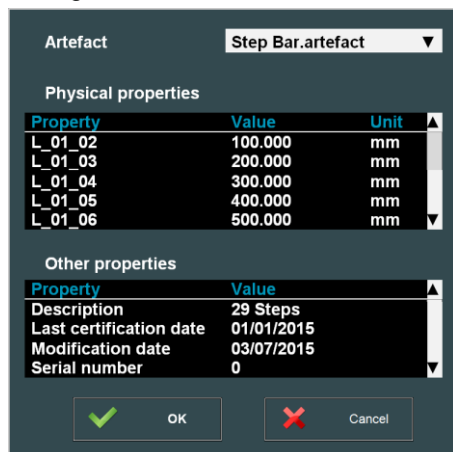 Artefact Step Bar.artefact ▼
Physical properties
Property Value Unit
L_01_02 100.000 mm
L_01_03 200.000 mm
L_01_04 300.000 mm
L_01_05 400.000 mm
L_01_06 500.000 mm
Other properties
Property Value
Description 29 Steps
Last certification date 01/01/2015
Modification date 03/07/2015
Serial number 0
OK Cancel